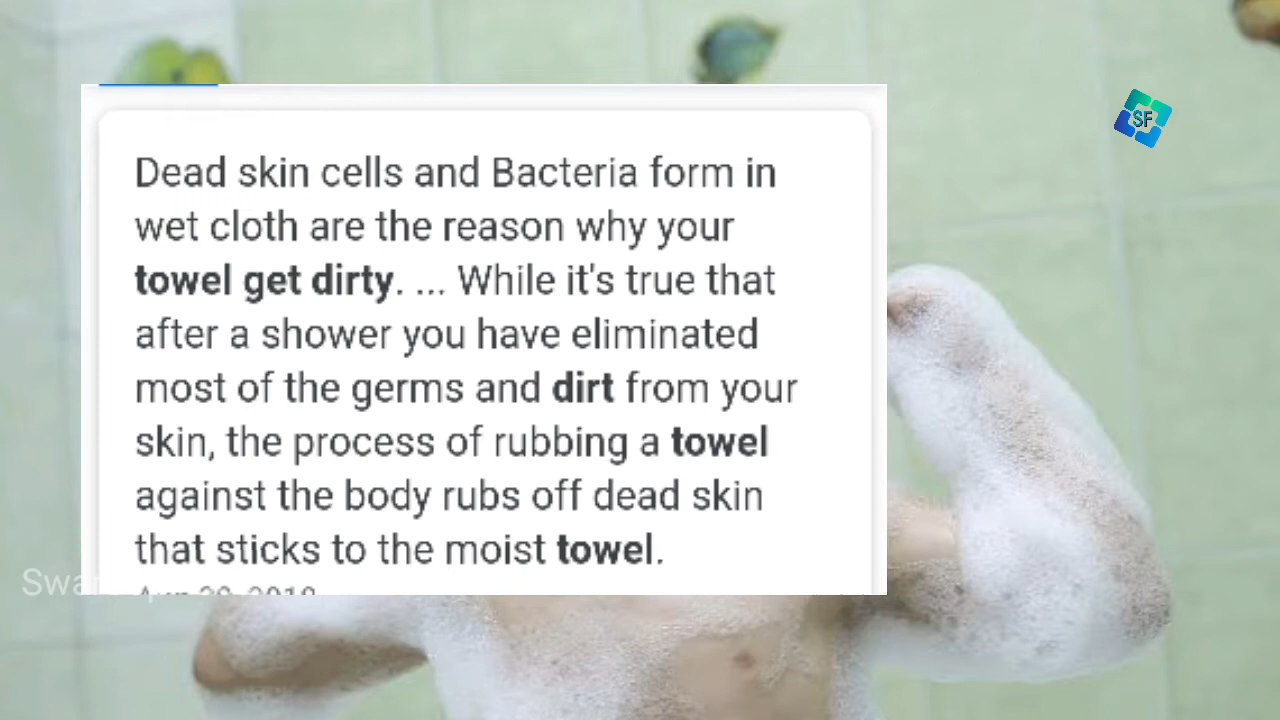 SF
Dead skin cells and Bacteria form in
wet cloth are the reason why your
towel get dirty. ... While it's true that
after a shower you have eliminated
most of the germs and dirt from your
skin, the process of rubbing a towel
against the body rubs off dead skin
that sticks to the moist towel.